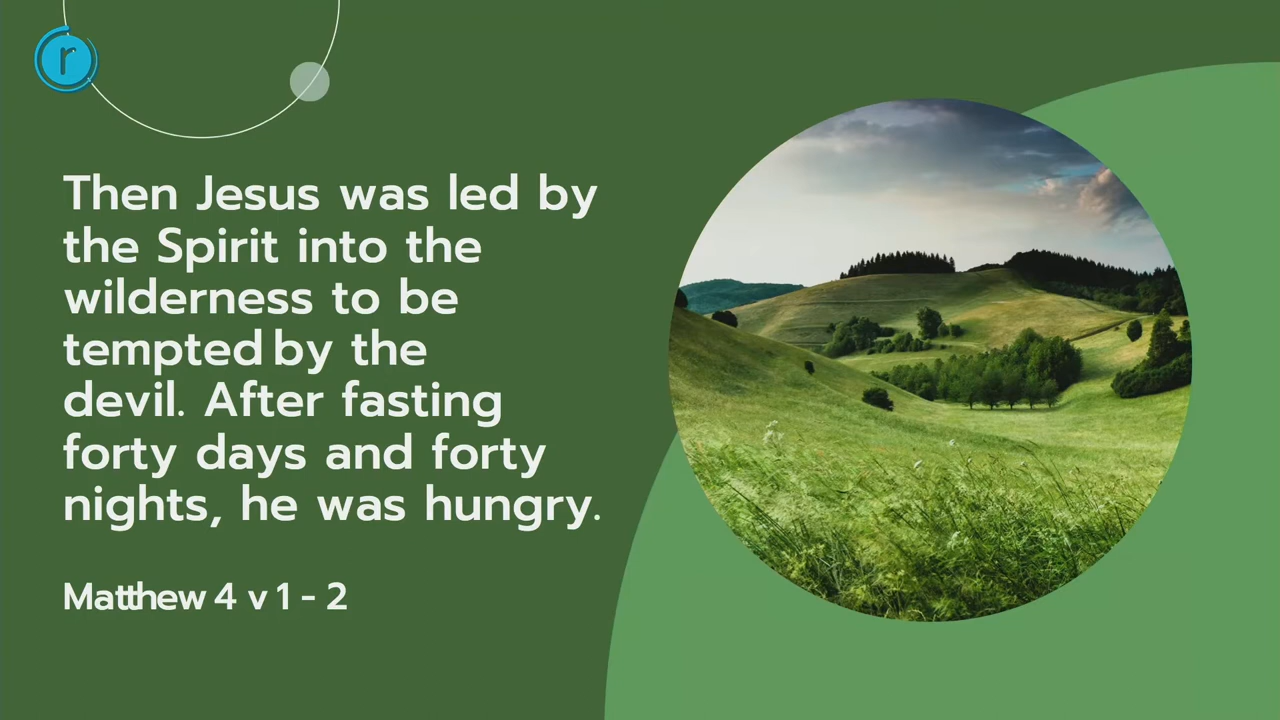 r
Then Jesus was led by
the Spirit into the
wilderness to be
tempted by the
devil. After fasting
forty days and forty
nights, he was hungry.
Matthew 4 v 1 - 2